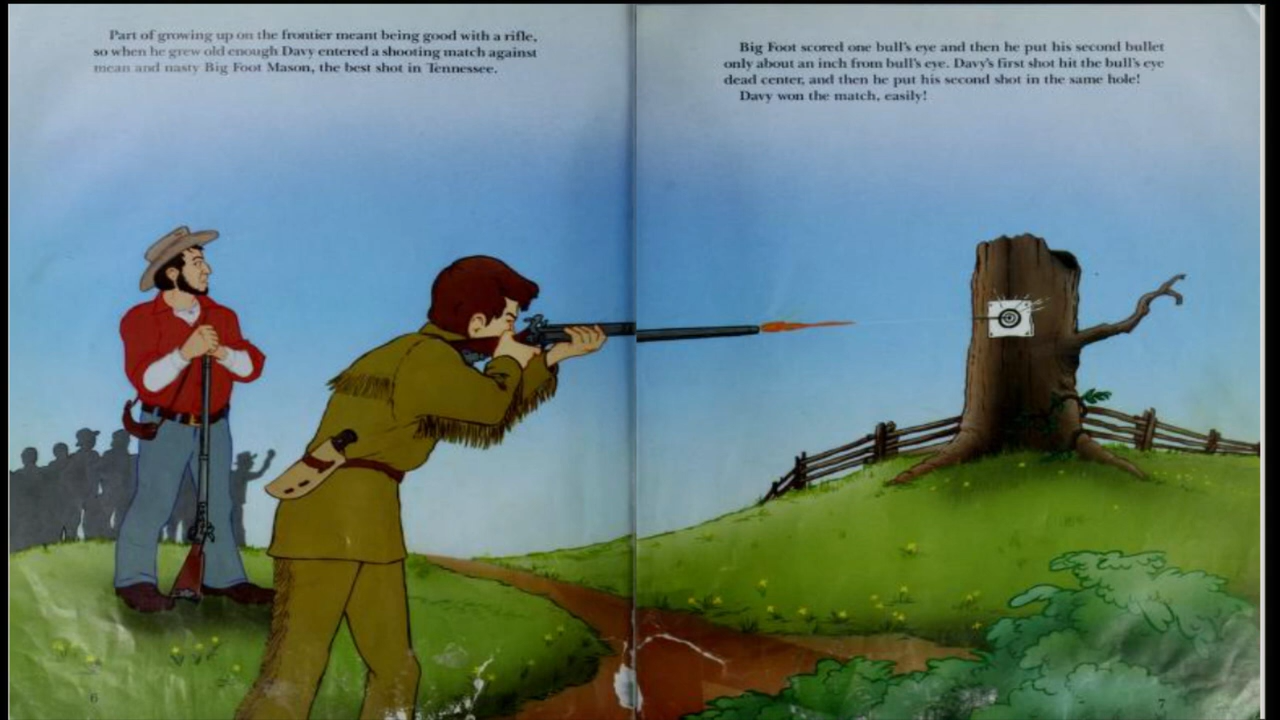 Part of growing up on the frontier meant being good with a rifle,
so when he grew old enough Davy entered a shooting match against
mean and nasty Big Foot Mason, the best shot in Tennessee.
Big Foot scored one bull's eye and then he put his second bullet
only about an inch from bull's eye. Davy's first shot hit the bull's eye
dead center, and then he put his second shot in the same hole!
Davy won the match, easily!
6
7